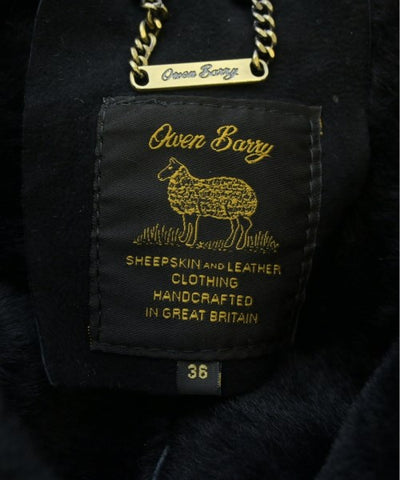 Owen Barry
Owen Barry
SHEEPSKIN AND LEATHER
CLOTHING
HANDCRAFTED
IN GREAT BRITAIN
36